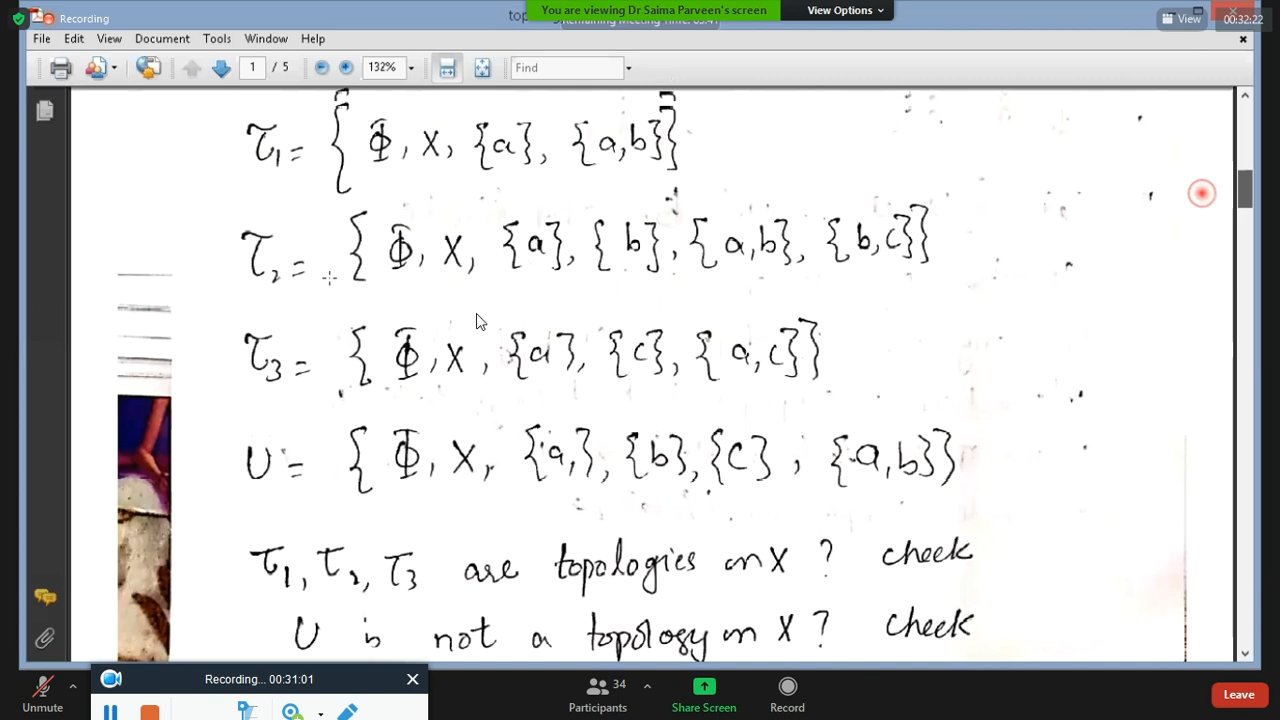 Recording
top
You are viewing Dr Saima Parveen's screen
View Options
View
00:32:22
File Edit View Document Tools Window Help
1 / 5 132% Find
τ₁ = { Φ, X, {a}, {a,b}}
τ₂ = { Φ, X, {a}, {b}, {a,b}, {b,c}}
τ₃ = { Φ, X, {a}, {c}, {a,c}}
U = { Φ, X, {a,}, {b}, {c}, {a,b}}
τ₁, τ₂, τ₃ are topologies on X ? check
U is not a topology on X ? check
Recording... 00:31:01
Unmute
34
Participants
Share Screen
Record
Leave